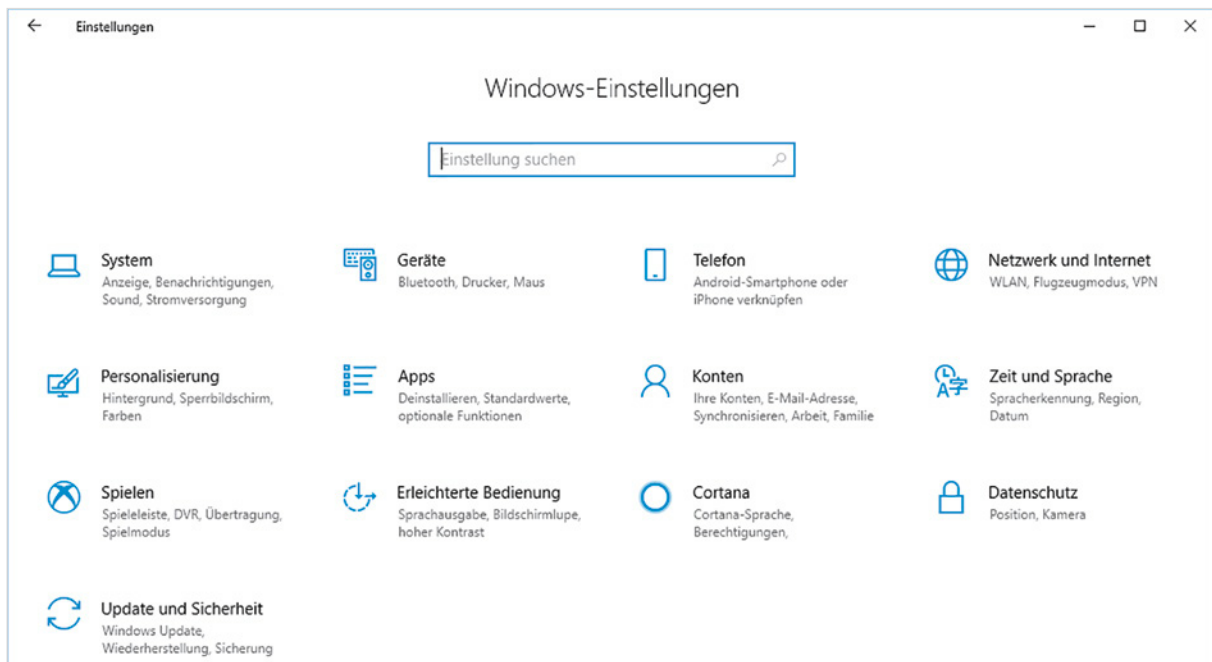 Einstellungen
Windows-Einstellungen
Einstellung suchen
System
Anzeige, Benachrichtigungen,
Sound, Stromversorgung
Geräte
Bluetooth, Drucker, Maus
Telefon
Android-Smartphone oder
iPhone verknüpfen
Netzwerk und Internet
WLAN, Flugzeugmodus, VPN
Personalisierung
Hintergrund, Sperrbildschirm,
Farben
Apps
Deinstallieren, Standardwerte,
optionale Funktionen
Konten
Ihre Konten, E-Mail-Adresse,
Synchronisieren, Arbeit, Familie
Zeit und Sprache
Spracherkennung, Region,
Datum
Spielen
Spieleleiste, DVR, Übertragung,
Spielmodus
Erleichterte Bedienung
Sprachausgabe, Bildschirmlupe,
hoher Kontrast
Cortana
Cortana-Sprache,
Berechtigungen,
Datenschutz
Position, Kamera
Update und Sicherheit
Windows Update,
Wiederherstellung, Sicherung